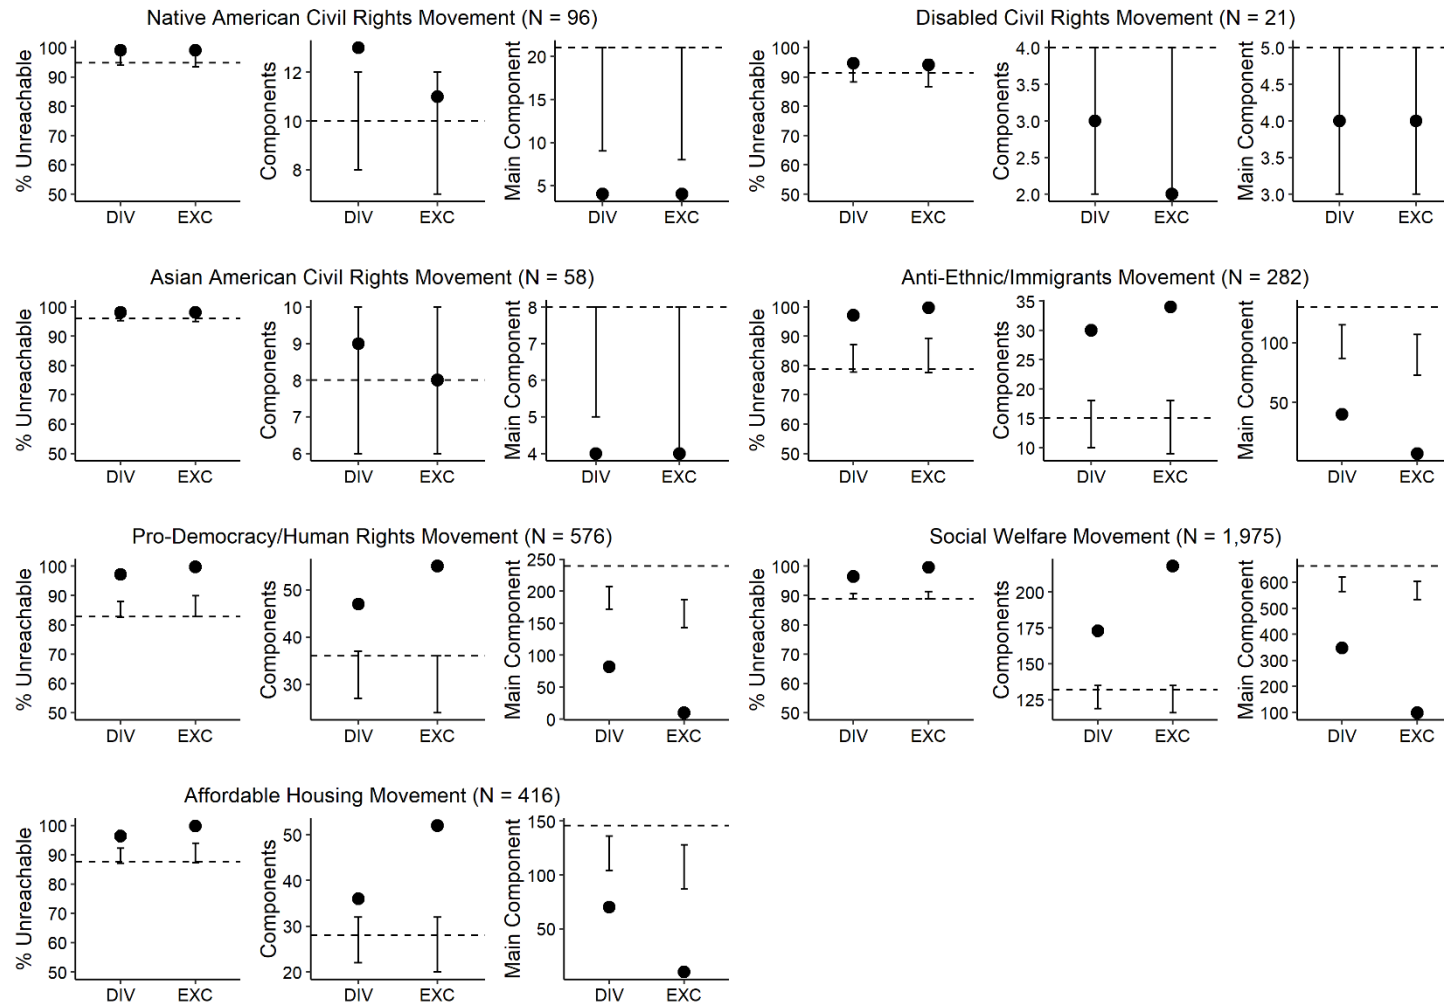 Native American Civil Rights Movement (N = 96)
% Unreachable
100
90
80
70
60
50
DIV EXC
Components
12
10
8
DIV EXC
Main Component
20
15
10
5
DIV EXC
Disabled Civil Rights Movement (N = 21)
% Unreachable
100
90
80
70
60
50
DIV EXC
Components
4.0
3.5
3.0
2.5
2.0
DIV EXC
Main Component
5.0
4.5
4.0
3.5
3.0
DIV EXC
Asian American Civil Rights Movement (N = 58)
% Unreachable
100
90
80
70
60
50
DIV EXC
Components
10
9
8
7
6
DIV EXC
Main Component
8
7
6
5
4
DIV EXC
Anti-Ethnic/Immigrants Movement (N = 282)
% Unreachable
100
90
80
70
60
50
DIV EXC
Components
35
30
25
20
15
10
DIV EXC
Main Component
100
50
DIV EXC
Pro-Democracy/Human Rights Movement (N = 576)
% Unreachable
100
90
80
70
60
50
DIV EXC
Components
50
40
30
DIV EXC
Main Component
250
200
150
100
50
0
DIV EXC
Social Welfare Movement (N = 1,975)
% Unreachable
100
90
80
70
60
50
DIV EXC
Components
200
175
150
125
DIV EXC
Main Component
600
500
400
300
200
100
DIV EXC
Affordable Housing Movement (N = 416)
% Unreachable
100
90
80
70
60
50
DIV EXC
Components
50
40
30
20
DIV EXC
Main Component
150
100
50
DIV EXC